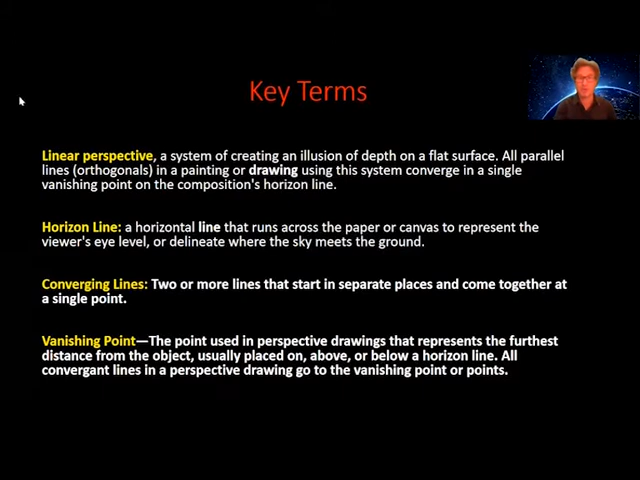 Key Terms
Linear perspective, a system of creating an illusion of depth on a flat surface. All parallel
lines (orthogonals) in a painting or drawing using this system converge in a single
vanishing point on the composition's horizon line.
Horizon Line: a horizontal line that runs across the paper or canvas to represent the
viewer's eye level, or delineate where the sky meets the ground.
Converging Lines: Two or more lines that start in separate places and come together at
a single point.
Vanishing Point—The point used in perspective drawings that represents the furthest
distance from the object, usually placed on, above, or below a horizon line. All
convergant lines in a perspective drawing go to the vanishing point or points.